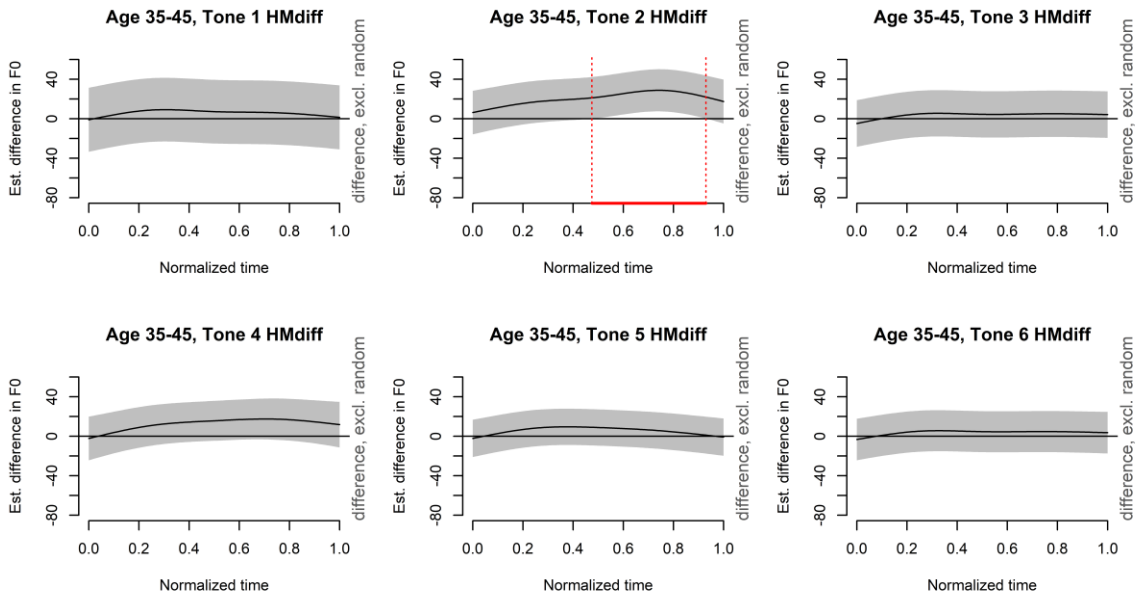 Age 35-45, Tone 1 HMdiff
Est. difference in F0
40
0
-40
-80
0.0 0.2 0.4 0.6 0.8 1.0
Normalized time
difference, excl. random
Age 35-45, Tone 2 HMdiff
Est. difference in F0
40
0
-40
-80
0.0 0.2 0.4 0.6 0.8 1.0
Normalized time
difference, excl. random
Age 35-45, Tone 3 HMdiff
Est. difference in F0
40
0
-40
-80
0.0 0.2 0.4 0.6 0.8 1.0
Normalized time
difference, excl. random
Age 35-45, Tone 4 HMdiff
Est. difference in F0
40
0
-40
-80
0.0 0.2 0.4 0.6 0.8 1.0
Normalized time
difference, excl. random
Age 35-45, Tone 5 HMdiff
Est. difference in F0
40
0
-40
-80
0.0 0.2 0.4 0.6 0.8 1.0
Normalized time
difference, excl. random
Age 35-45, Tone 6 HMdiff
Est. difference in F0
40
0
-40
-80
0.0 0.2 0.4 0.6 0.8 1.0
Normalized time
difference, excl. random